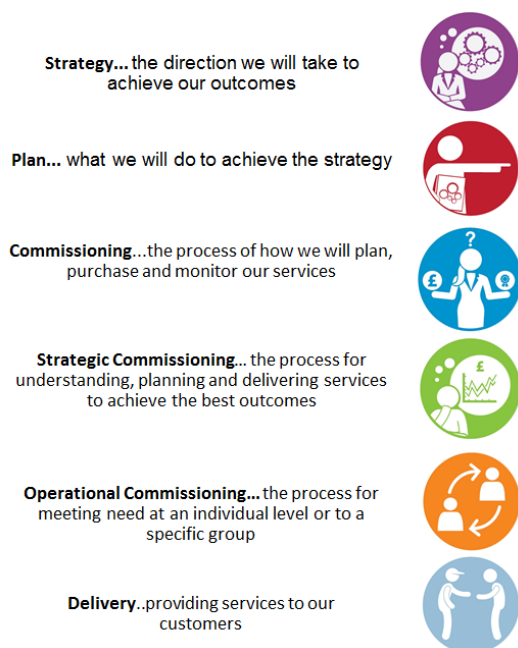 Strategy... the direction we will take to
achieve our outcomes
Plan... what we will do to achieve the strategy
?
Commissioning...the process of how we will plan,
purchase and monitor our services
£
Strategic Commissioning... the process for
understanding, planning and delivering services
to achieve the best outcomes
£
Operational Commissioning... the process for
meeting need at an individual level or to a
specific group
Delivery..providing services to our
customers